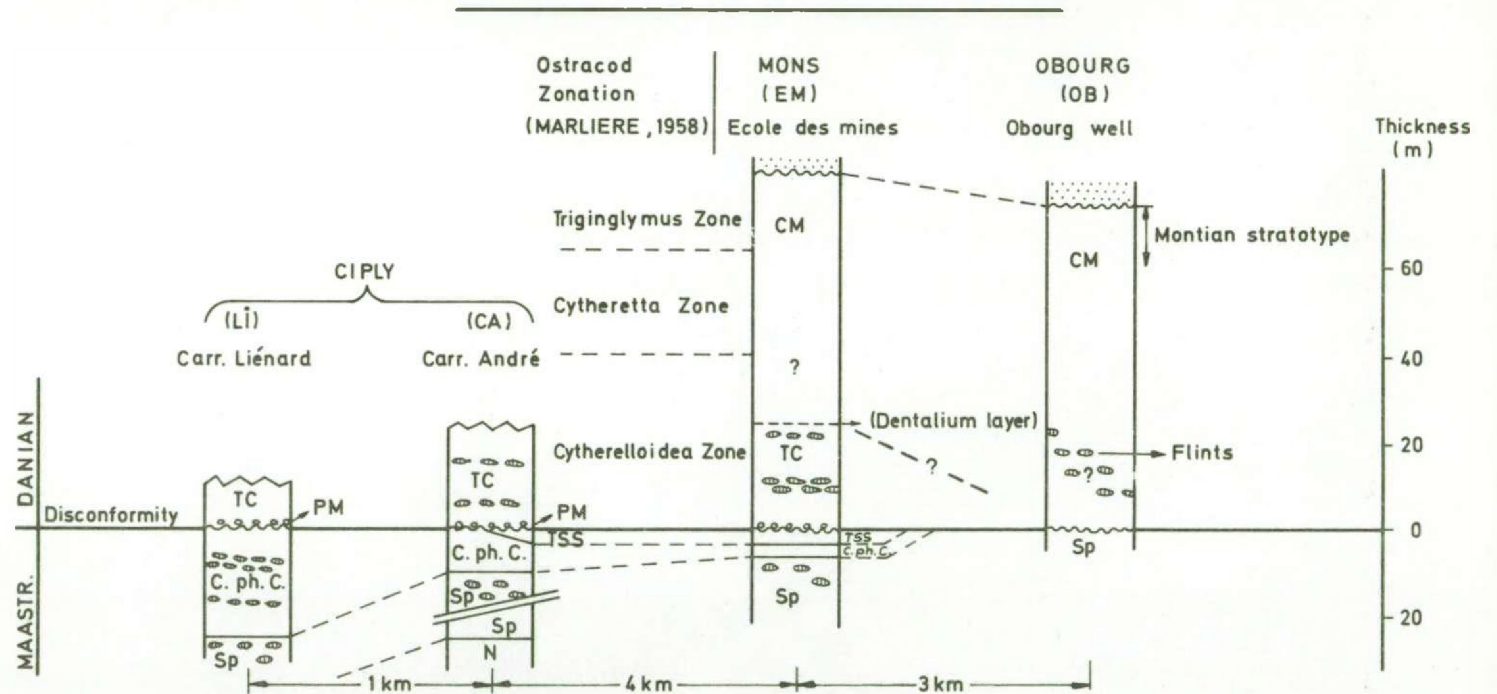 Ostracod
Zonation
(MARLIERE, 1958)
MONS
(EM)
Ecole des mines
OBOURG
(OB)
Obourg well
Thickness
(m)
Triginglymus Zone
CM
CM
Montian stratotype
60
CIPLY
(Li)
(CA)
Cytheretta Zone
Carr. Liénard
Carr. André
?
40
DANIAN
(Dentalium layer)
TC
TC
Cytherelloidea Zone
TC
?
?
Flints
20
Disconformity
PM
PM
0
TSS
TSS
C. ph. C.
C. ph. C.
C. ph. C.
Sp
MAASTR.
Sp
Sp
Sp
Sp
N
20
1 km
4 km
3 km